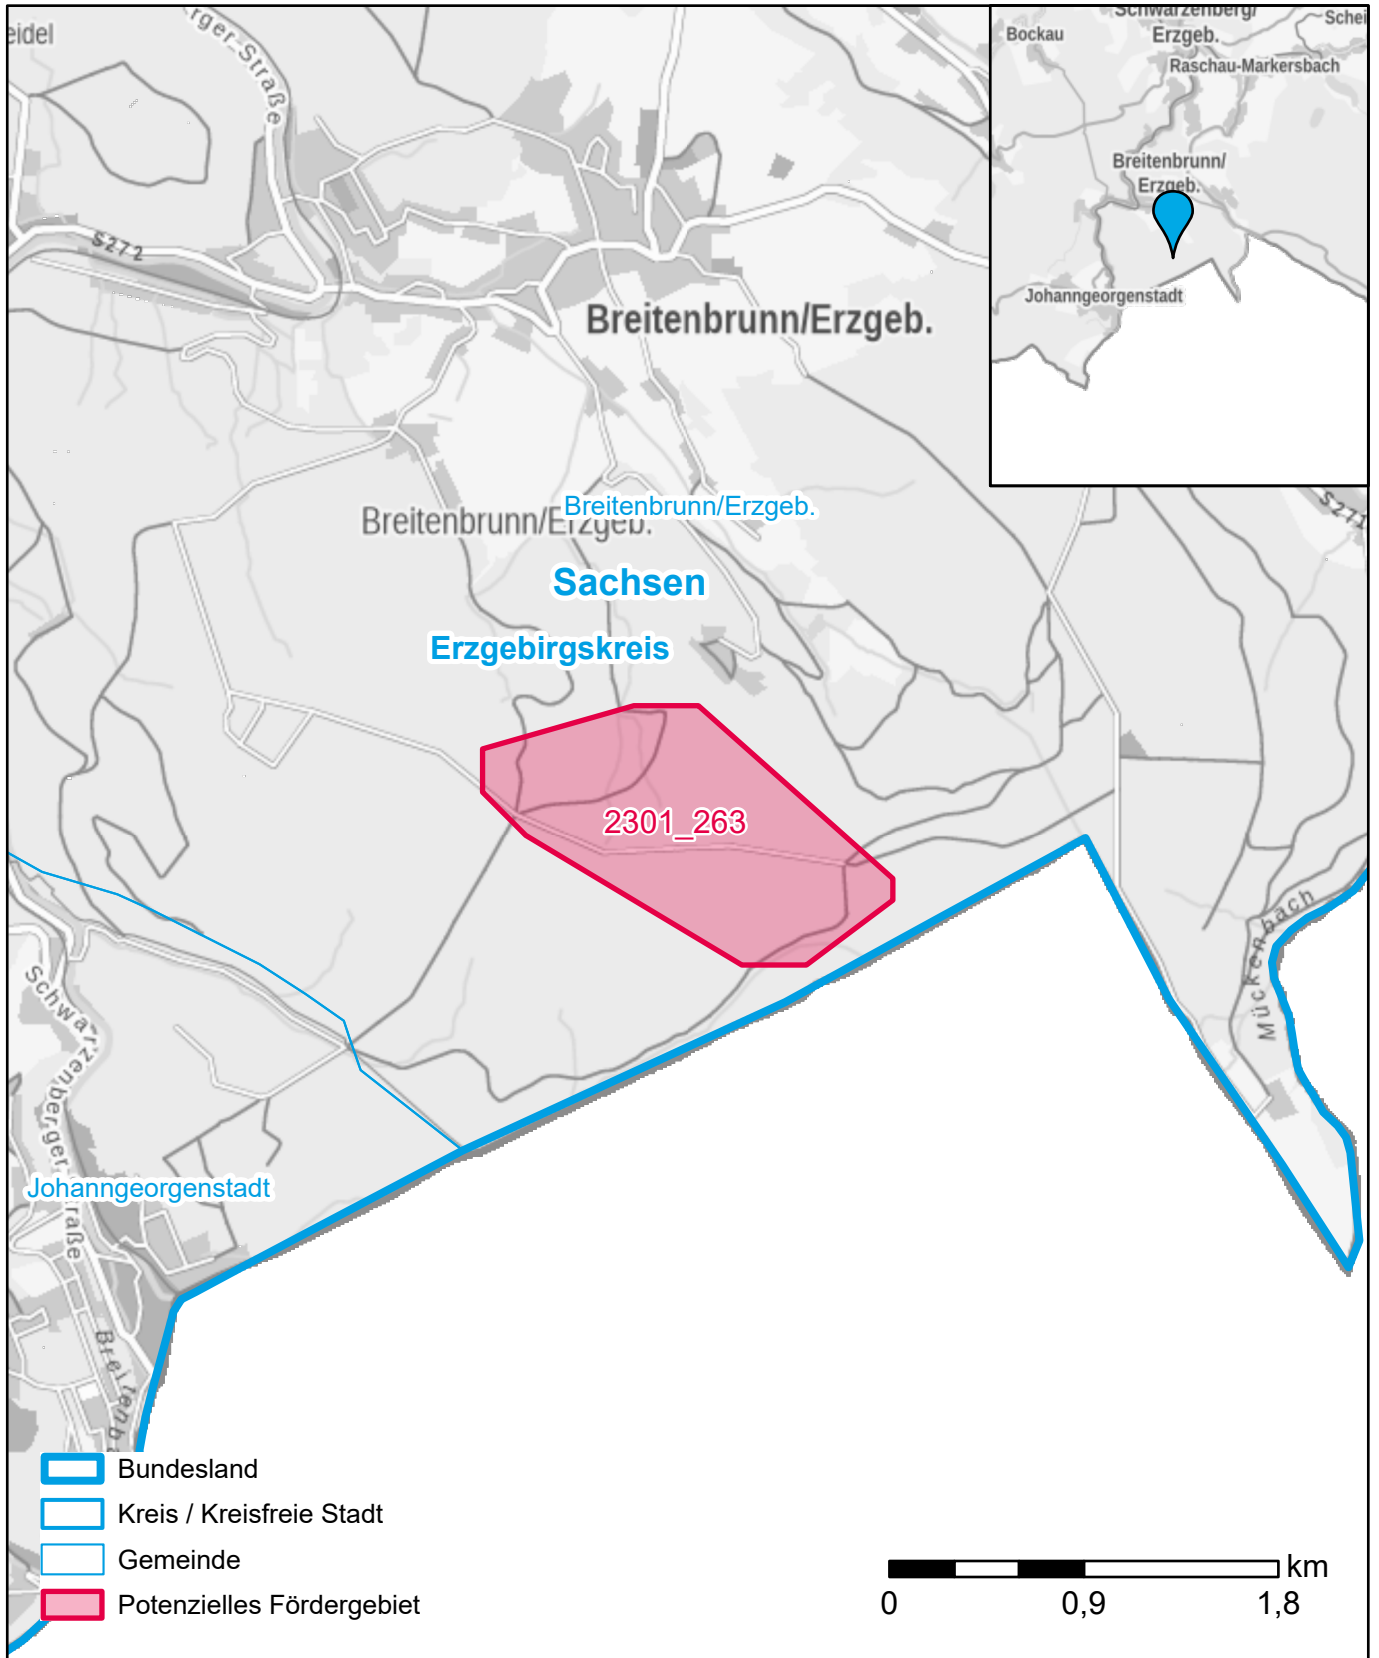 eidel
rger-Straße
S272
Breitenbrunn/Erzgeb.
Schwarzenberg/
Erzgeb.
Schei
Bockau
Raschau-Markersbach
Breitenbrunn/
Erzgeb.
Johanngeorgenstadt
S271
Breitenbrunn/Erzgeb.
Breitenbrunn/Erzgeb.
Sachsen
Erzgebirgskreis
2301_263
Mückenbach
Schwarzenberger Straße
Johanngeorgenstadt
Breitenba
Bundesland
Kreis / Kreisfreie Stadt
Gemeinde
Potenzielles Fördergebiet
km
0 0,9 1,8